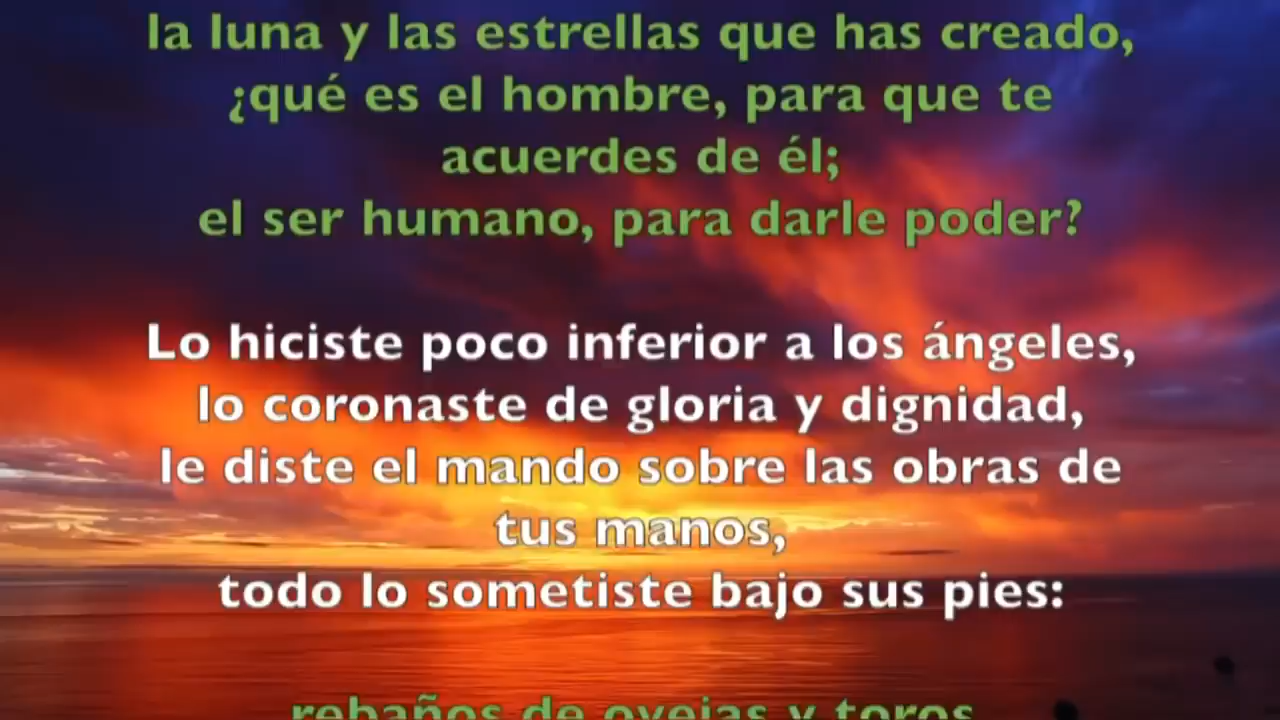 la luna y las estrellas que has creado,
¿qué es el hombre, para que te
acuerdes de él;
el ser humano, para darle poder?
Lo hiciste poco inferior a los ángeles,
lo coronaste de gloria y dignidad,
le diste el mando sobre las obras de
tus manos,
todo lo sometiste bajo sus pies:
rebaños de ovejas y toros